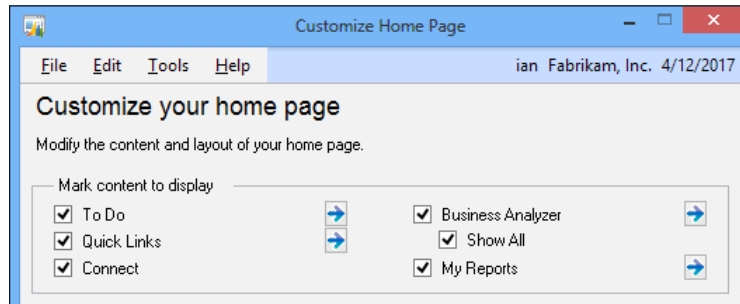 Customize Home Page
File Edit Tools Help ian Fabrikam, Inc. 4/12/2017
Customize your home page
Modify the content and layout of your home page.
Mark content to display
To Do Business Analyzer
Quick Links Show All
Connect My Reports